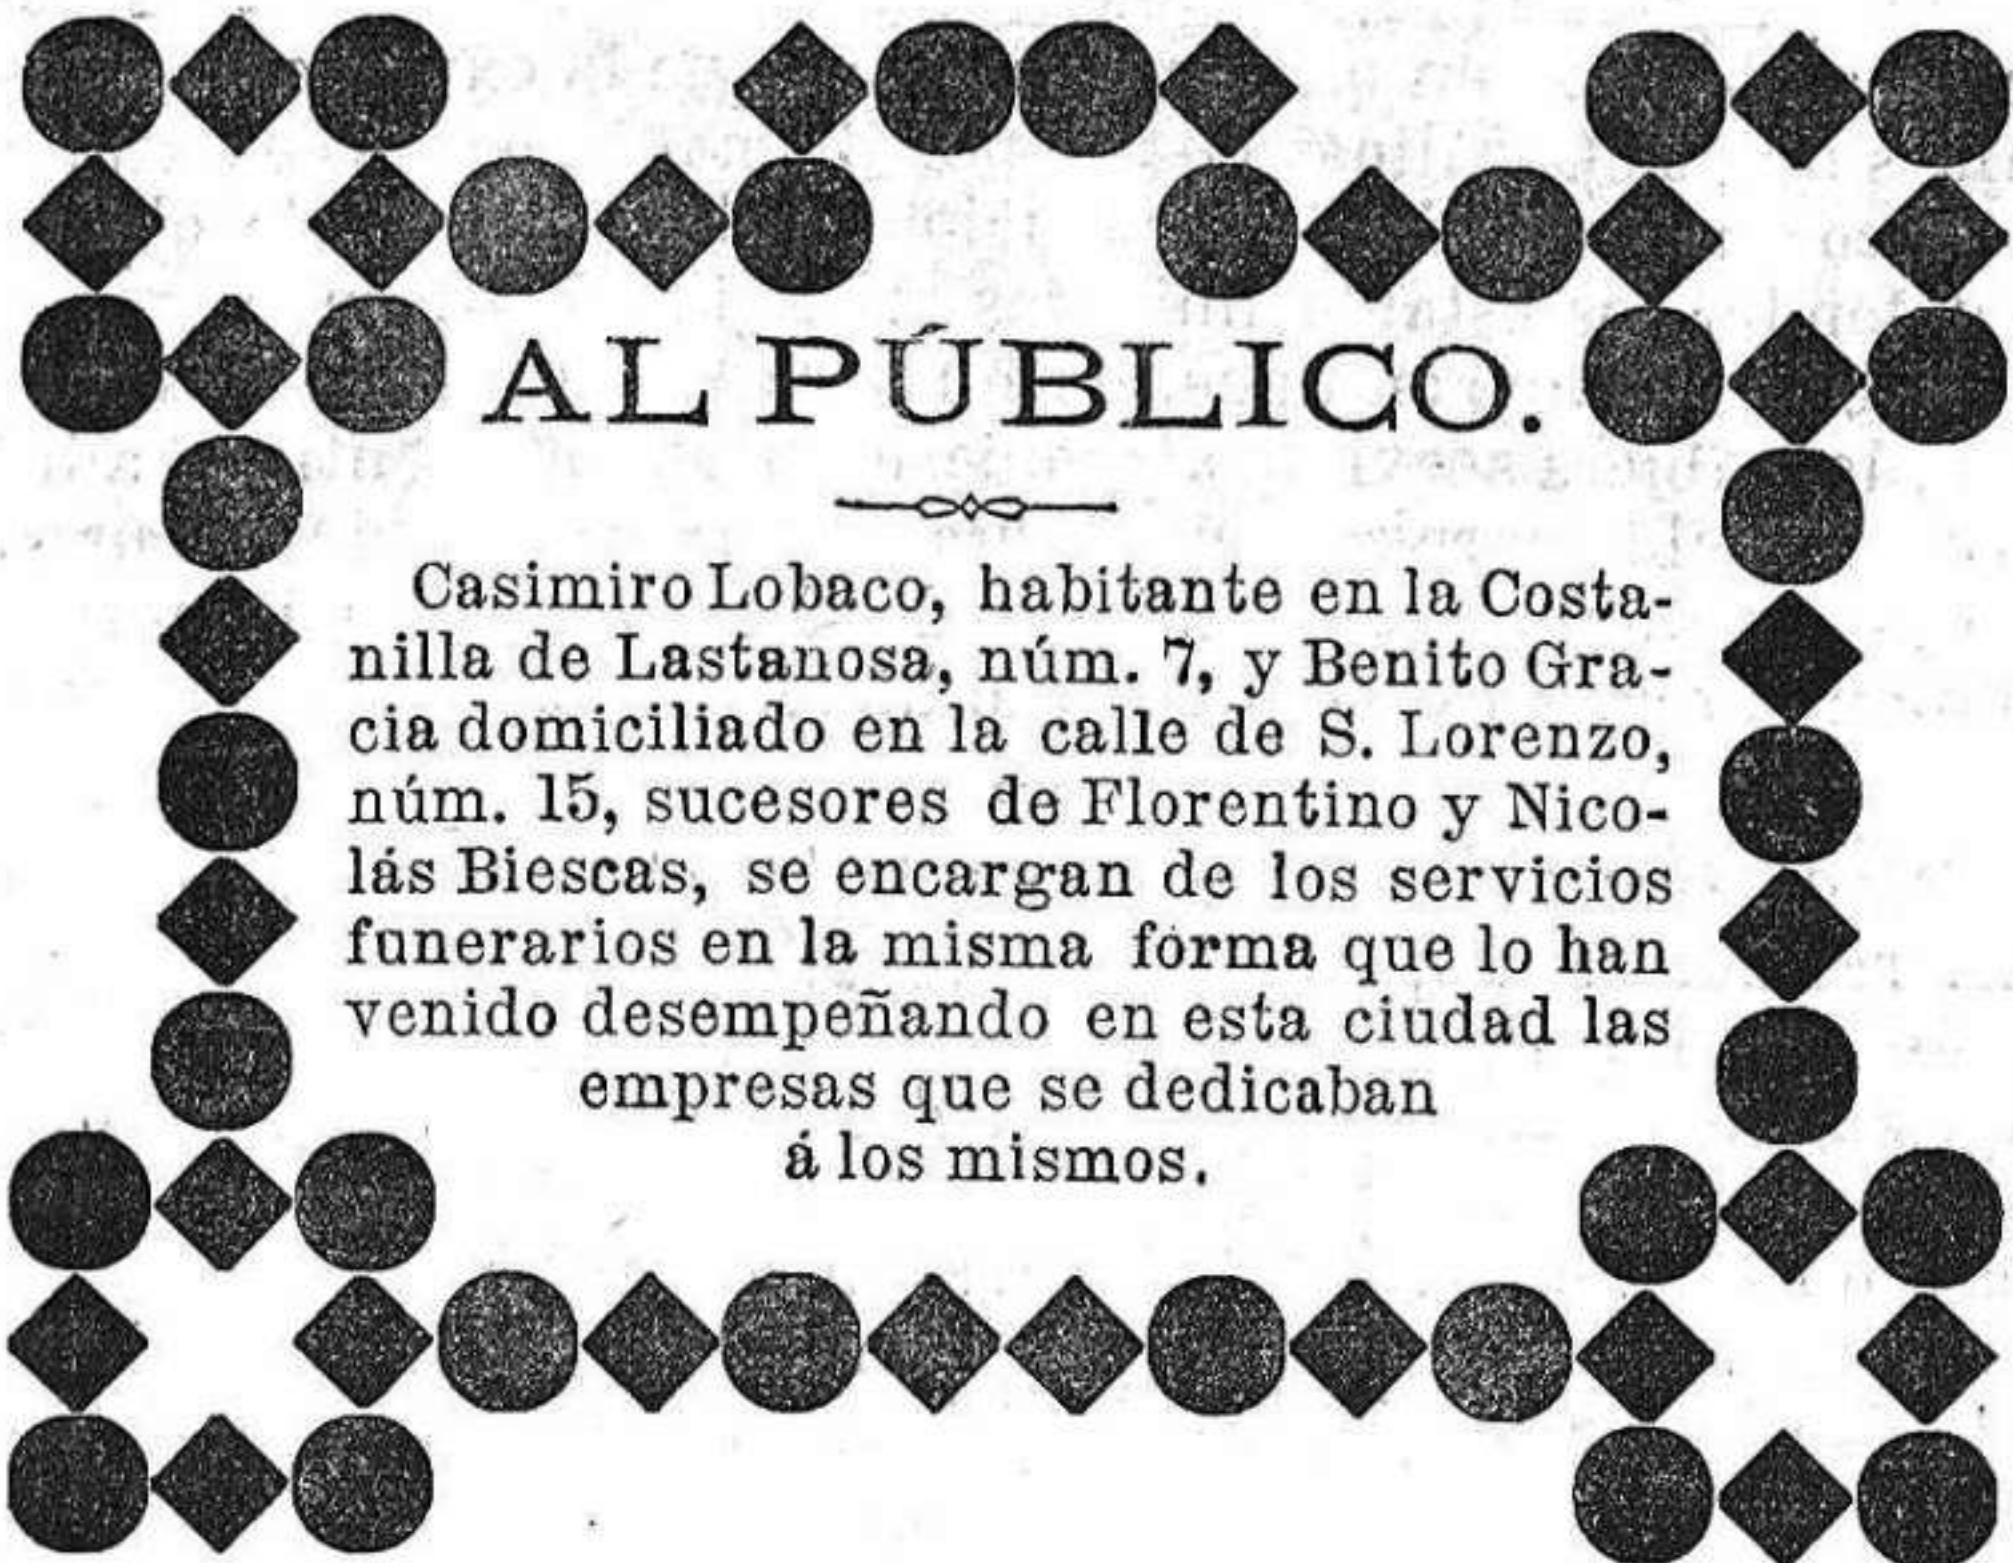 AL PÚBLICO.
Casimiro Lobaco, habitante en la Costa-
nilla de Lastanosa, núm. 7, y Benito Gra-
cia domiciliado en la calle de S. Lorenzo,
núm. 15, sucesores de Florentino y Nico-
lás Biescas, se encargan de los servicios
funerarios en la misma forma que lo han
venido desempeñando en esta ciudad las
empresas que se dedicaban
á los mismos.